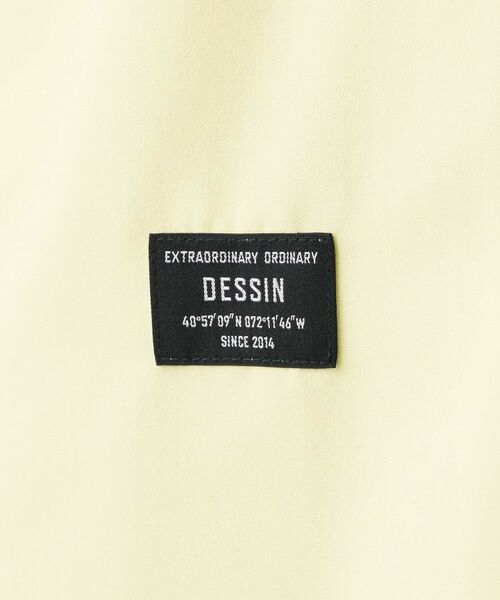 EXTRAORDINARY ORDINARY
DESSIN
40°57'09"N 072°11'46"W
SINCE 2014